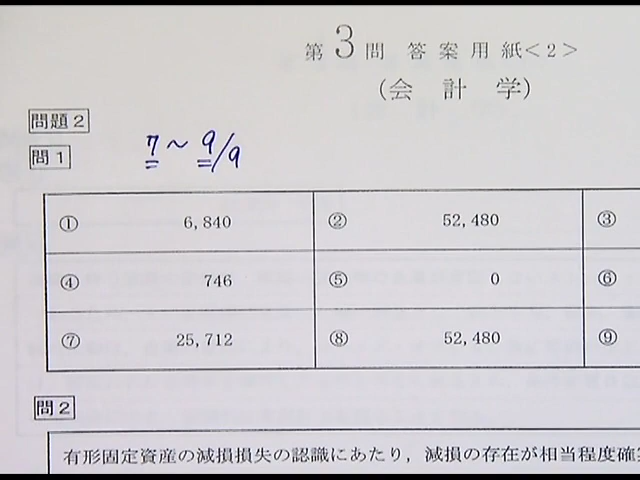 第3問 答案用紙<2>
(会計学)
問題2
問1
7～9/9
① 6,840 ② 52,480 ③
④ 746 ⑤ 0 ⑥
⑦ 25,712 ⑧ 52,480 ⑨
問2
有形固定資産の減損損失の認識にあたり，減損の存在が相当程度確実